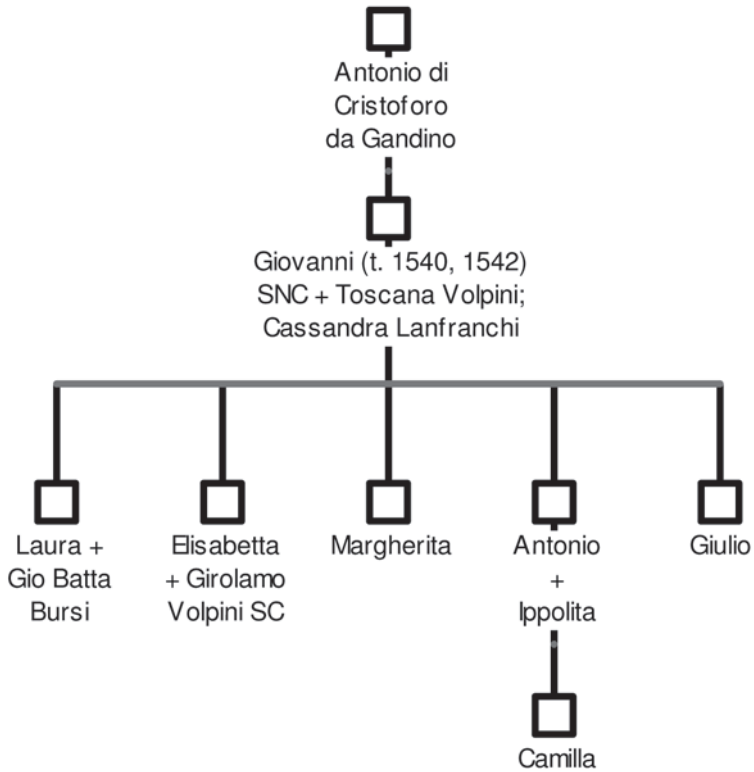 Antonio di
Cristoforo
da Gandino
Giovanni (t. 1540, 1542)
SNC + Toscana Volpini;
Cassandra Lanfranchi
Laura +
Gio Batta
Bursi
Elisabetta
+ Girolamo
Volpini SC
Margherita
Antonio
+
Ippolita
Giulio
Camilla